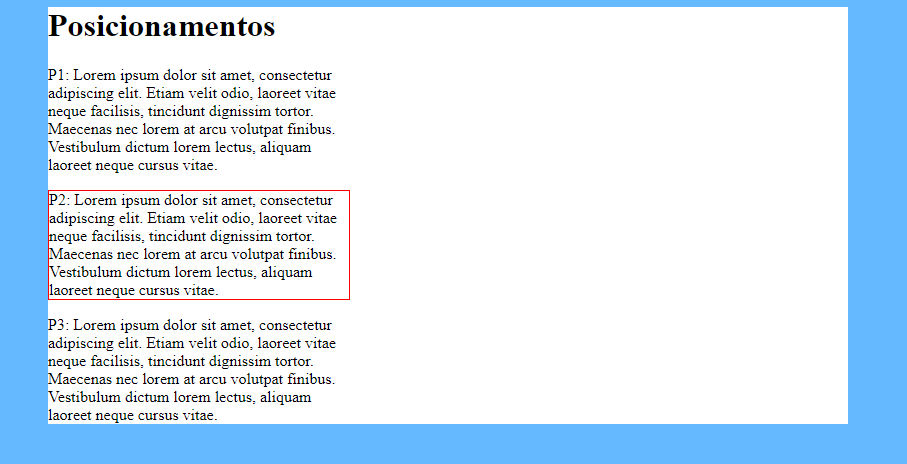 Posicionamentos
P1: Lorem ipsum dolor sit amet, consectetur
adipiscing elit. Etiam velit odio, laoreet vitae
neque facilisis, tincidunt dignissim tortor.
Maecenas nec lorem at arcu volutpat finibus.
Vestibulum dictum lorem lectus, aliquam
laoreet neque cursus vitae.
P2: Lorem ipsum dolor sit amet, consectetur
adipiscing elit. Etiam velit odio, laoreet vitae
neque facilisis, tincidunt dignissim tortor.
Maecenas nec lorem at arcu volutpat finibus.
Vestibulum dictum lorem lectus, aliquam
laoreet neque cursus vitae.
P3: Lorem ipsum dolor sit amet, consectetur
adipiscing elit. Etiam velit odio, laoreet vitae
neque facilisis, tincidunt dignissim tortor.
Maecenas nec lorem at arcu volutpat finibus.
Vestibulum dictum lorem lectus, aliquam
laoreet neque cursus vitae.